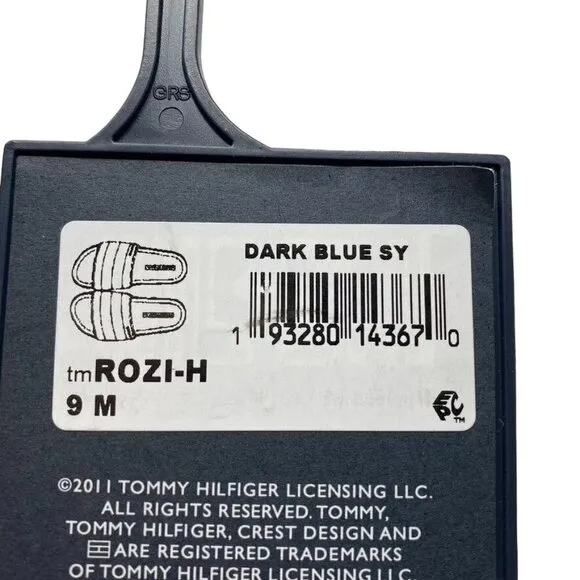 GRS
DARK BLUE SY
1 93280 14367 0
tmROZI-H
9 M
EPC™
©2011 TOMMY HILFIGER LICENSING LLC.
ALL RIGHTS RESERVED. TOMMY,
TOMMY HILFIGER, CREST DESIGN AND
ARE REGISTERED TRADEMARKS
OF TOMMY HILFIGER LICENSING LLC.